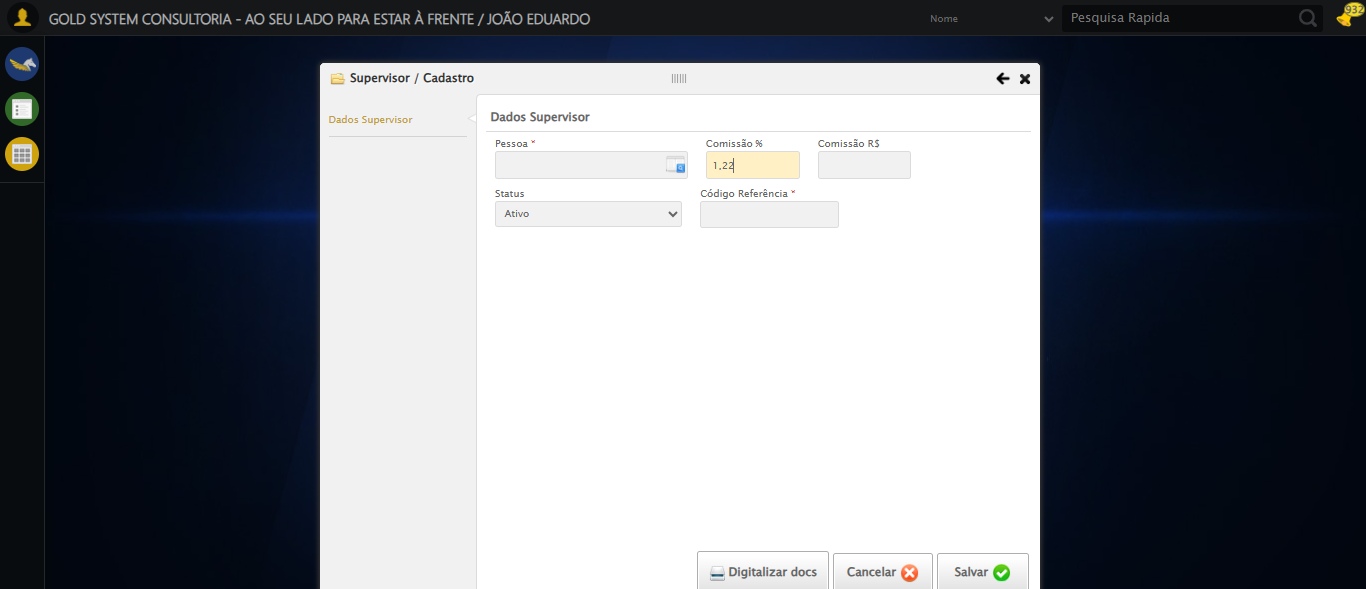 GOLD SYSTEM CONSULTORIA - AO SEU LADO PARA ESTAR À FRENTE / JOÃO EDUARDO
Nome
Pesquisa Rapida
932
Supervisor / Cadastro
Dados Supervisor
Dados Supervisor
Pessoa *
Comissão %
Comissão R$
1,22
Status
Código Referência *
Ativo
Digitalizar docs
Cancelar
Salvar